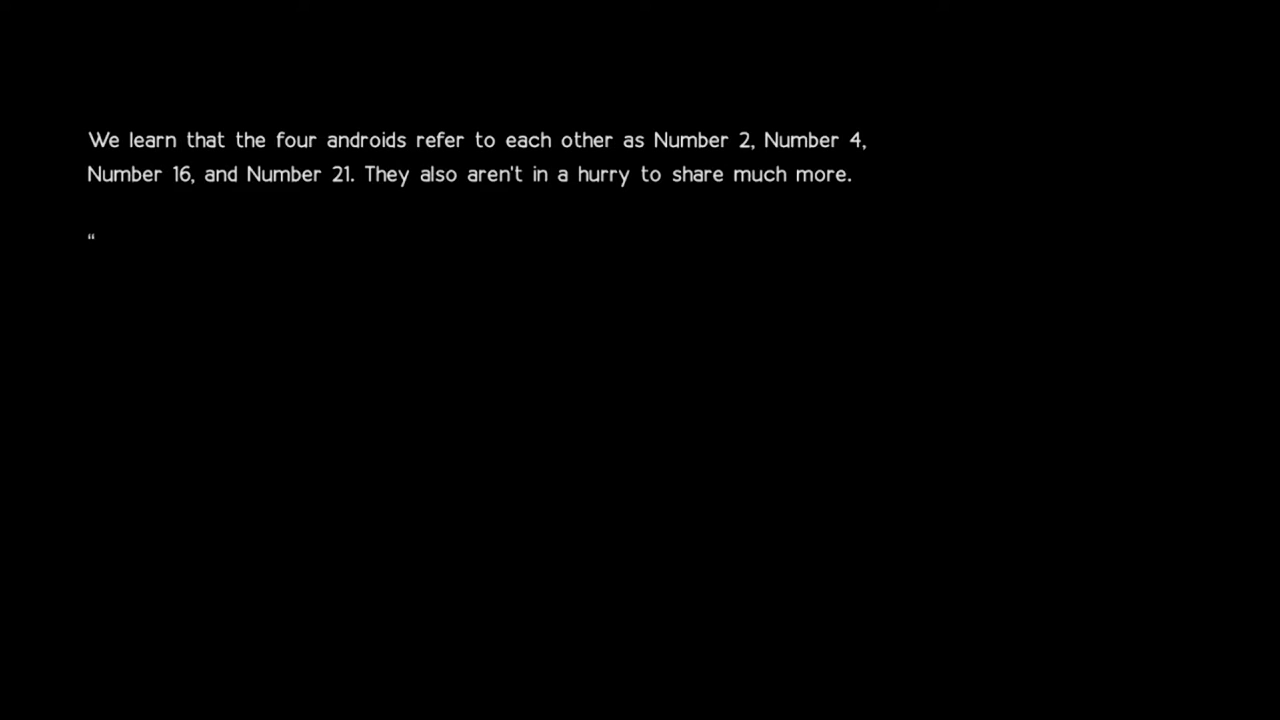 We learn that the four androids refer to each other as Number 2, Number 4,
Number 16, and Number 21. They also aren't in a hurry to share much more.
“